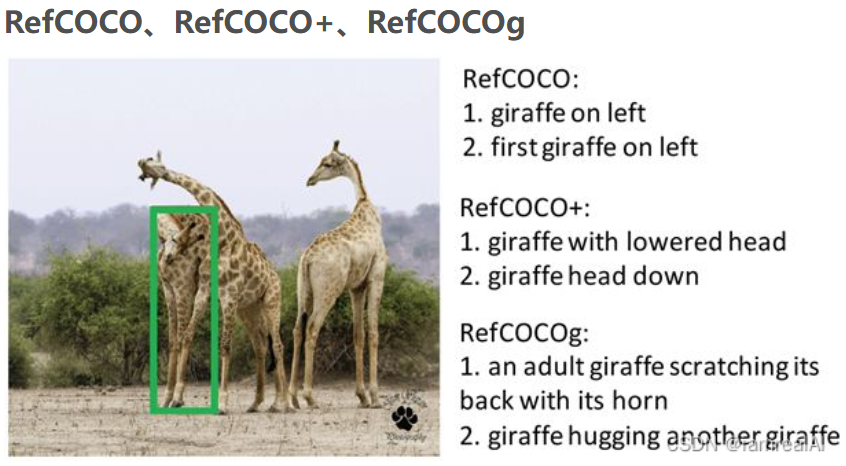 RefCOCO、RefCOCO+、RefCOCOg
RefCOCO:
1. giraffe on left
2. first giraffe on left
RefCOCO+:
1. giraffe with lowered head
2. giraffe head down
RefCOCOg:
1. an adult giraffe scratching its
back with its horn
2. giraffe hugging another giraffe
Photography
CSDN